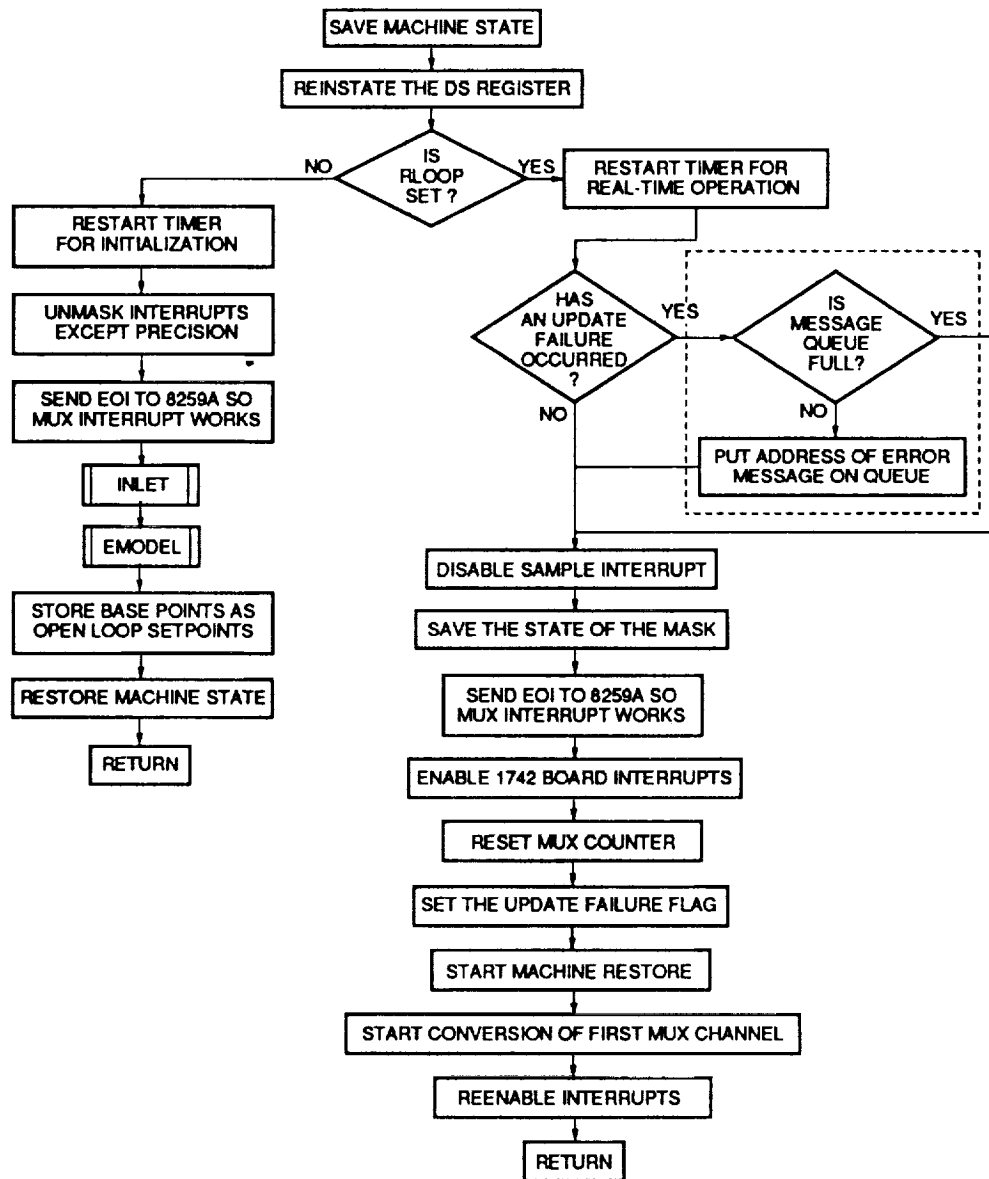 SAVE MACHINE STATE
REINSTATE THE DS REGISTER
IS
RLOOP
SET ?
NO
YES
RESTART TIMER FOR
REAL-TIME OPERATION
RESTART TIMER
FOR INITIALIZATION
UNMASK INTERRUPTS
EXCEPT PRECISION
SEND EOI TO 8259A SO
MUX INTERRUPT WORKS
INLET
EMODEL
STORE BASE POINTS AS
OPEN LOOP SETPOINTS
RESTORE MACHINE STATE
RETURN
HAS
AN UPDATE
FAILURE
OCCURRED
?
YES
NO
IS
MESSAGE
QUEUE
FULL?
YES
NO
PUT ADDRESS OF ERROR
MESSAGE ON QUEUE
DISABLE SAMPLE INTERRUPT
SAVE THE STATE OF THE MASK
SEND EOI TO 8259A SO
MUX INTERRUPT WORKS
ENABLE 1742 BOARD INTERRUPTS
RESET MUX COUNTER
SET THE UPDATE FAILURE FLAG
START MACHINE RESTORE
START CONVERSION OF FIRST MUX CHANNEL
REENABLE INTERRUPTS
RETURN